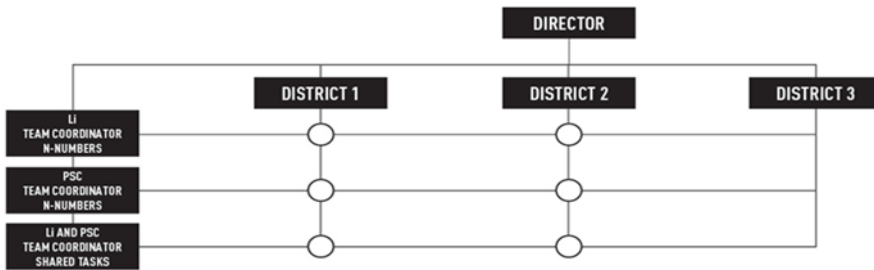 DIRECTOR
DISTRICT 1
DISTRICT 2
DISTRICT 3
Li
TEAM COORDINATOR
N-NUMBERS
PSC
TEAM COORDINATOR
N-NUMBERS
Li AND PSC
TEAM COORDINATOR
SHARED TASKS